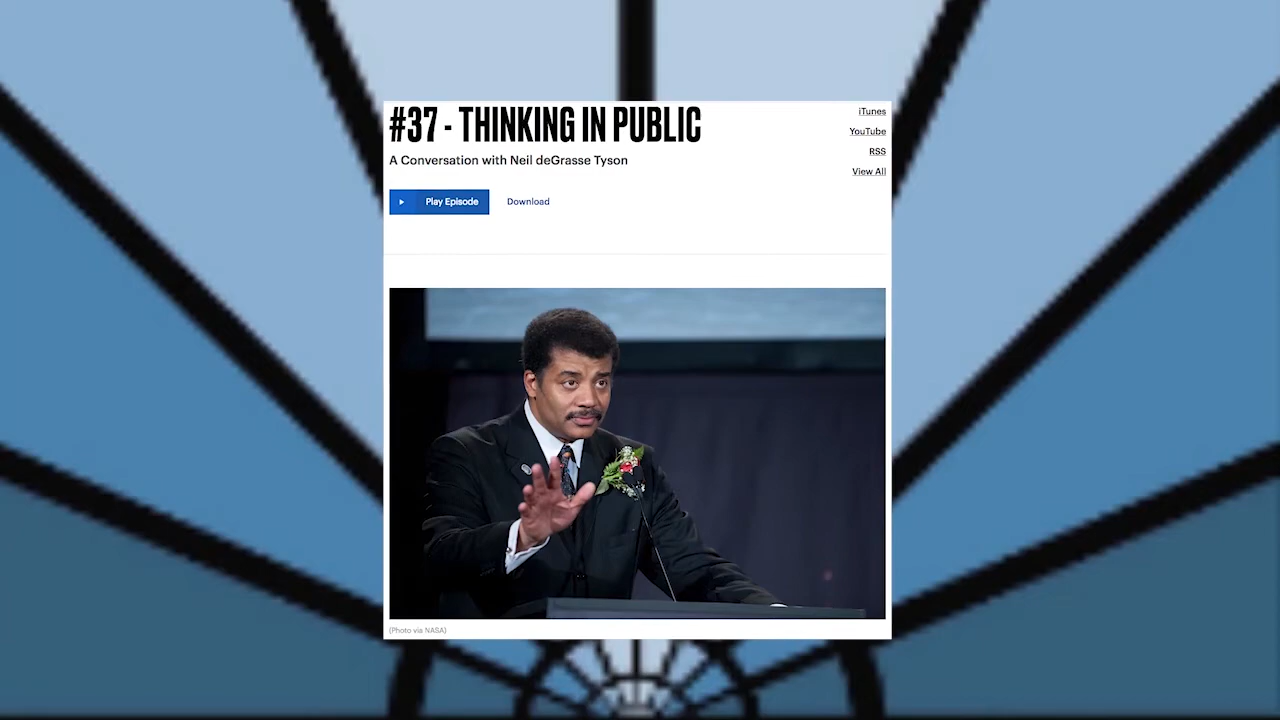 #37 - THINKING IN PUBLIC
A Conversation with Neil deGrasse Tyson
Play Episode
Download
iTunes
YouTube
RSS
View All
(Photo via NASA)